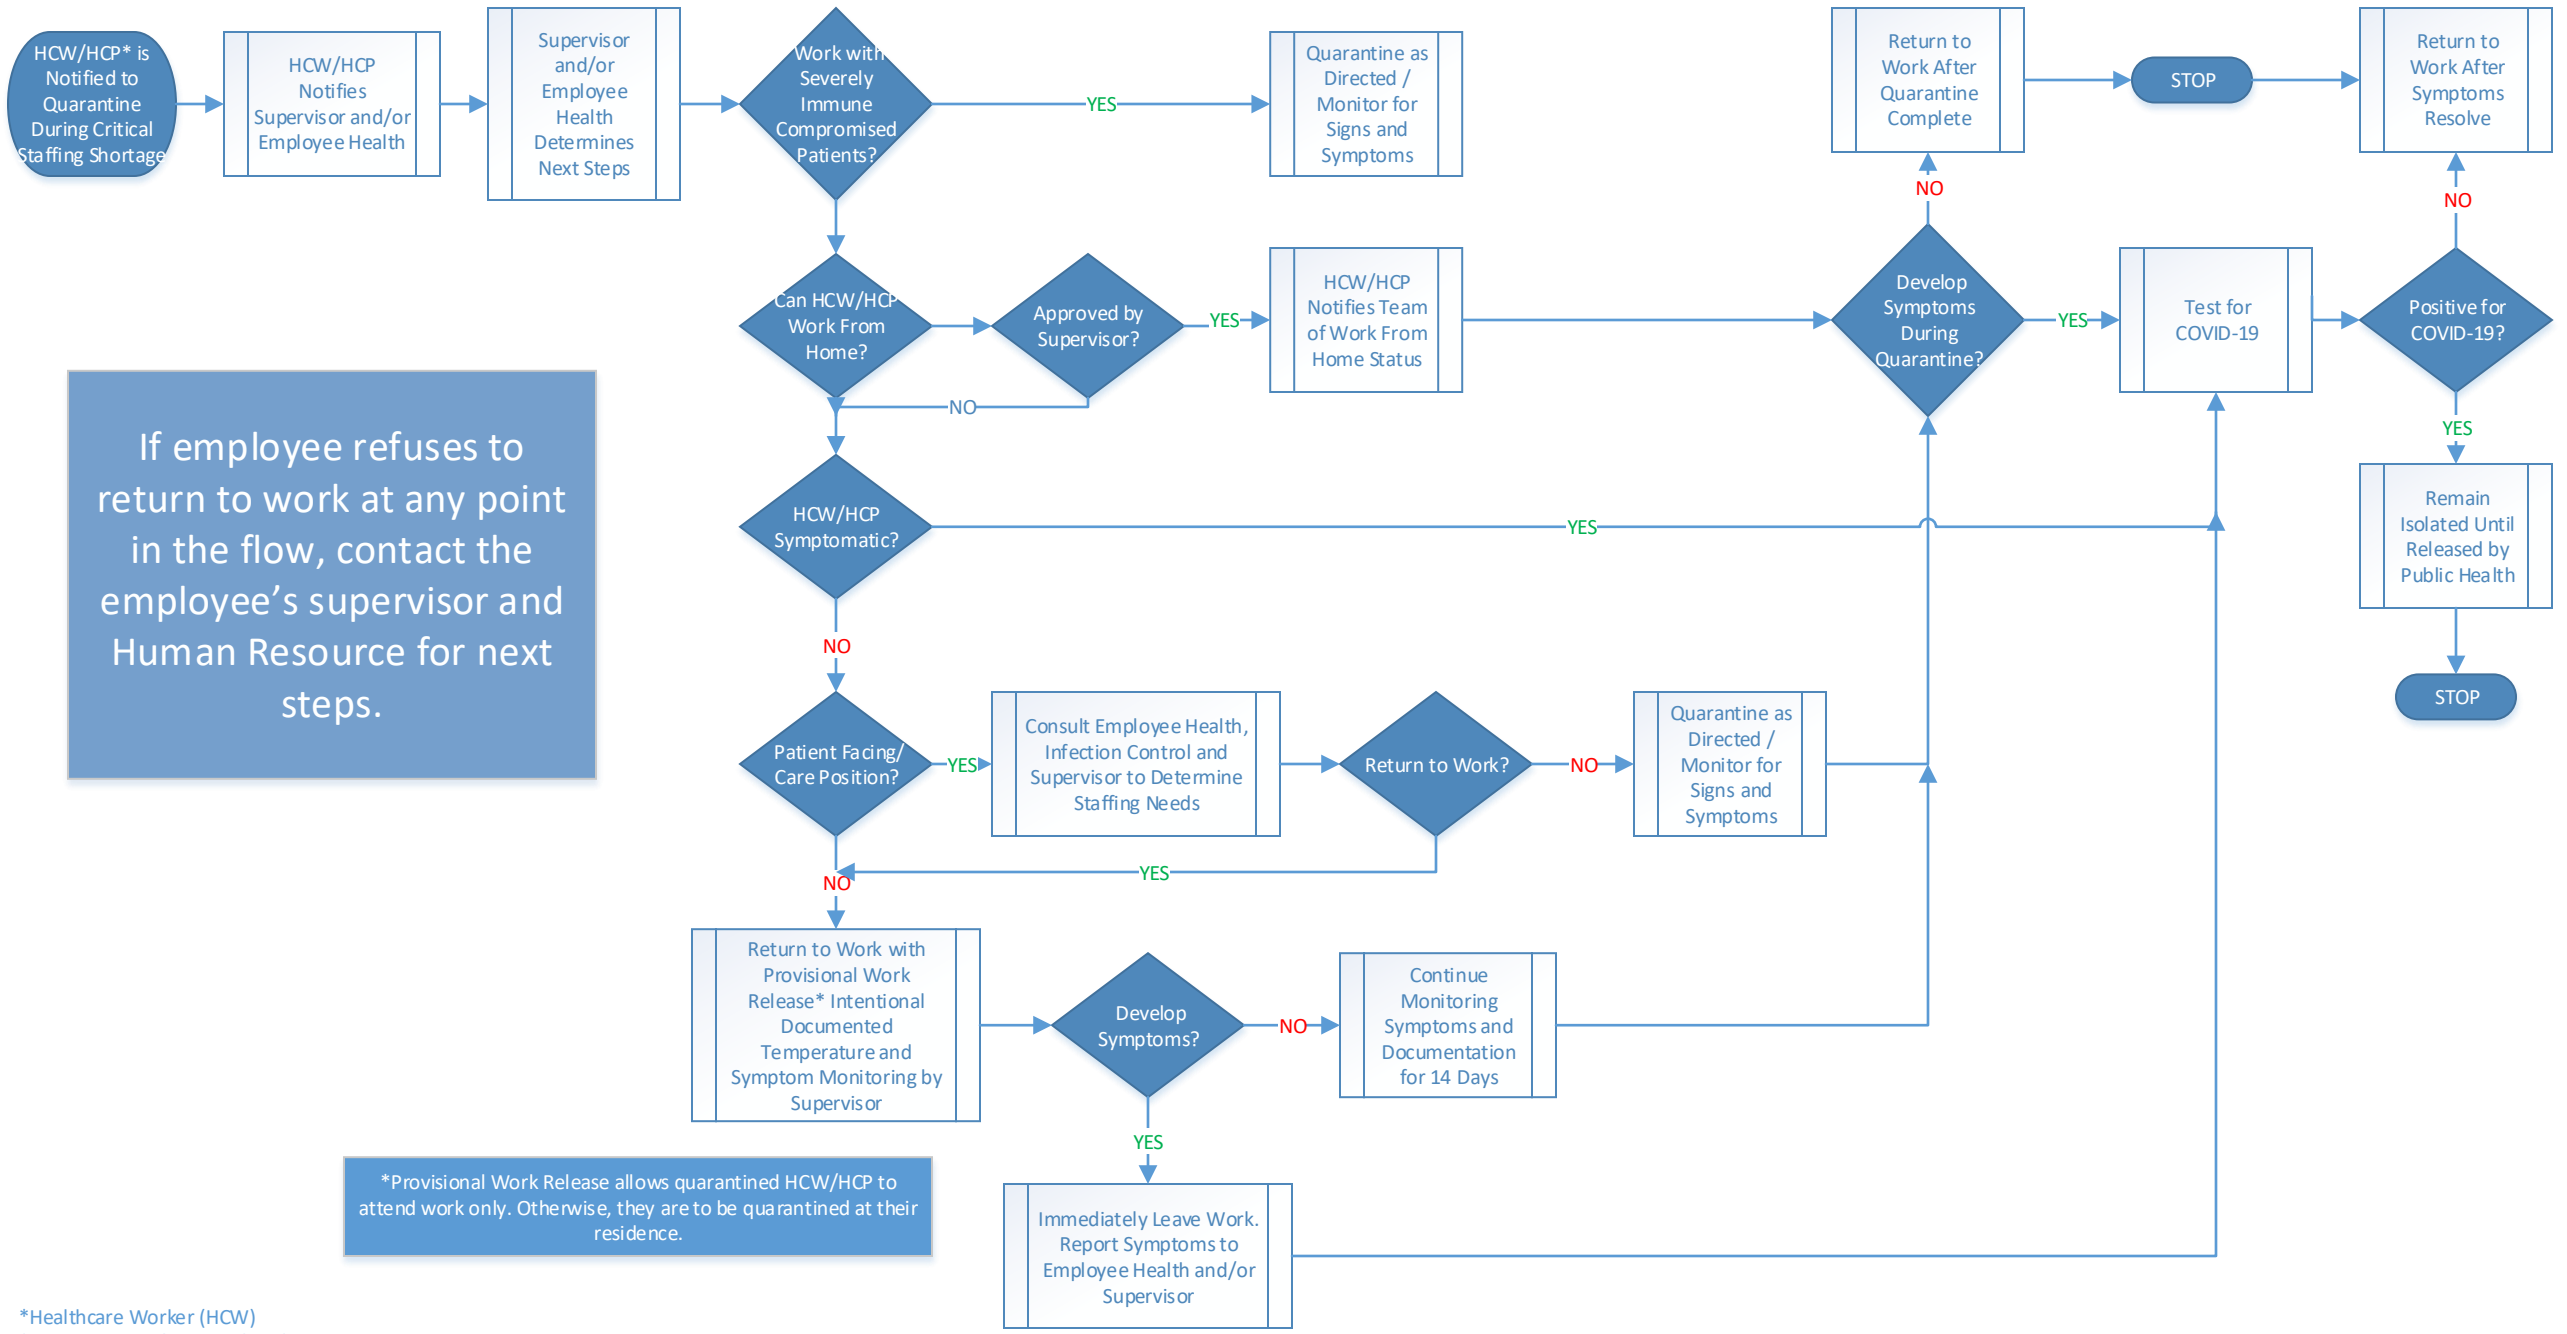 HCW/HCP* is
Notified to
Quarantine
During Critical
Staffing Shortage
HCW/HCP
Notifies
Supervisor and/or
Employee Health
Supervisor
and/or
Employee
Health
Determines
Next Steps
Work with
Severely
Immune
Compromised
Patients?
YES
Quarantine as
Directed /
Monitor for
Signs and
Symptoms
Return to
Work After
Quarantine
Complete
STOP
Return to
Work After
Symptoms
Resolve
NO
NO
Can HCW/HCP
Work From
Home?
Approved by
Supervisor?
YES
HCW/HCP
Notifies Team
of Work From
Home Status
Develop
Symptoms
During
Quarantine?
YES
Test for
COVID-19
Positive for
COVID-19?
NO
YES
If employee refuses to
return to work at any point
in the flow, contact the
employee's supervisor and
Human Resource for next
steps.
HCW/HCP
Symptomatic?
YES
Remain
Isolated Until
Released by
Public Health
STOP
NO
Patient Facing/
Care Position?
YES
Consult Employee Health,
Infection Control and
Supervisor to Determine
Staffing Needs
Return to Work?
NO
Quarantine as
Directed /
Monitor for
Signs and
Symptoms
YES
NO
Return to Work with
Provisional Work
Release* Intentional
Documented
Temperature and
Symptom Monitoring by
Supervisor
Develop
Symptoms?
NO
Continue
Monitoring
Symptoms and
Documentation
for 14 Days
YES
*Provisional Work Release allows quarantined HCW/HCP to
attend work only. Otherwise, they are to be quarantined at their
residence.
Immediately Leave Work.
Report Symptoms to
Employee Health and/or
Supervisor
*Healthcare Worker (HCW)